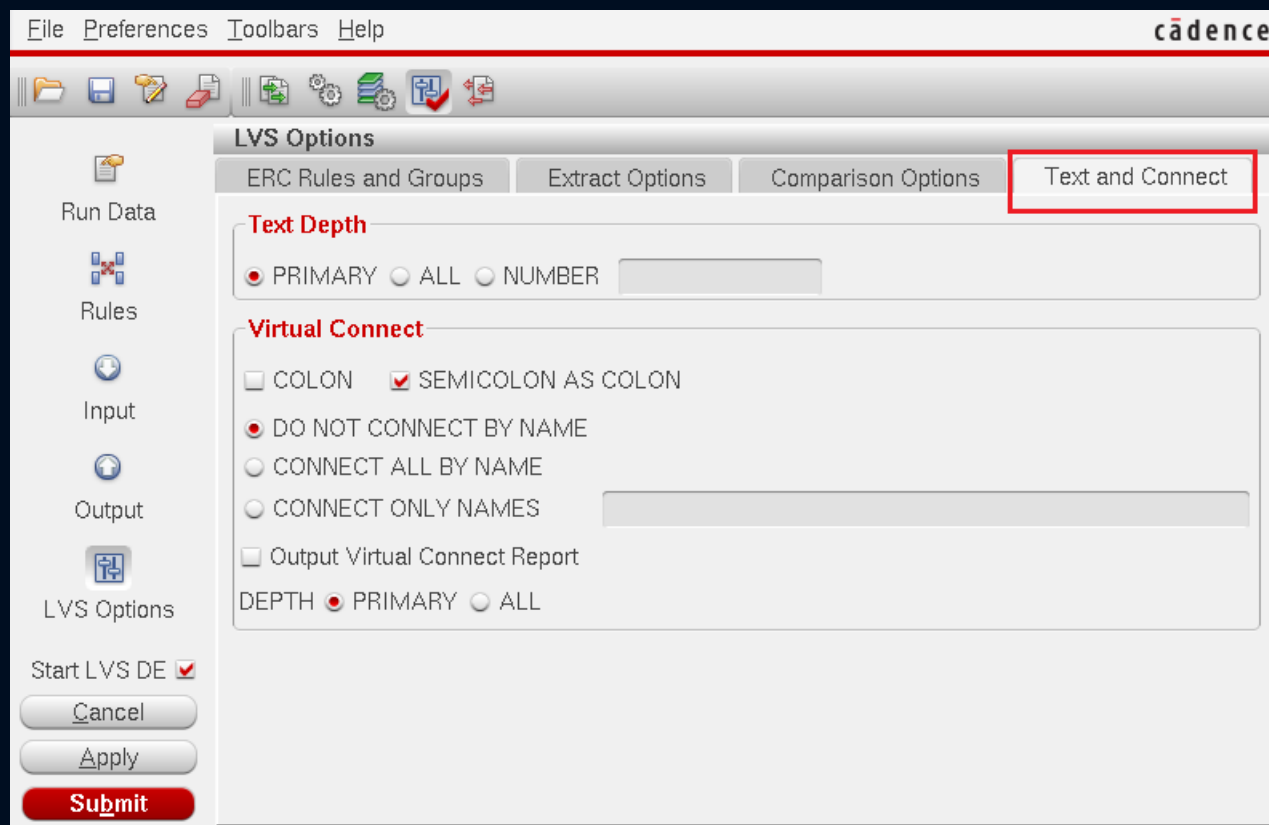 File Preferences Toolbars Help
cādence
LVS Options
ERC Rules and Groups Extract Options Comparison Options Text and Connect
Run Data
Rules
Input
Output
LVS Options
Start LVS DE
Cancel
Apply
Submit
Text Depth
PRIMARY ALL NUMBER
Virtual Connect
COLON SEMICOLON AS COLON
DO NOT CONNECT BY NAME
CONNECT ALL BY NAME
CONNECT ONLY NAMES
Output Virtual Connect Report
DEPTH PRIMARY ALL